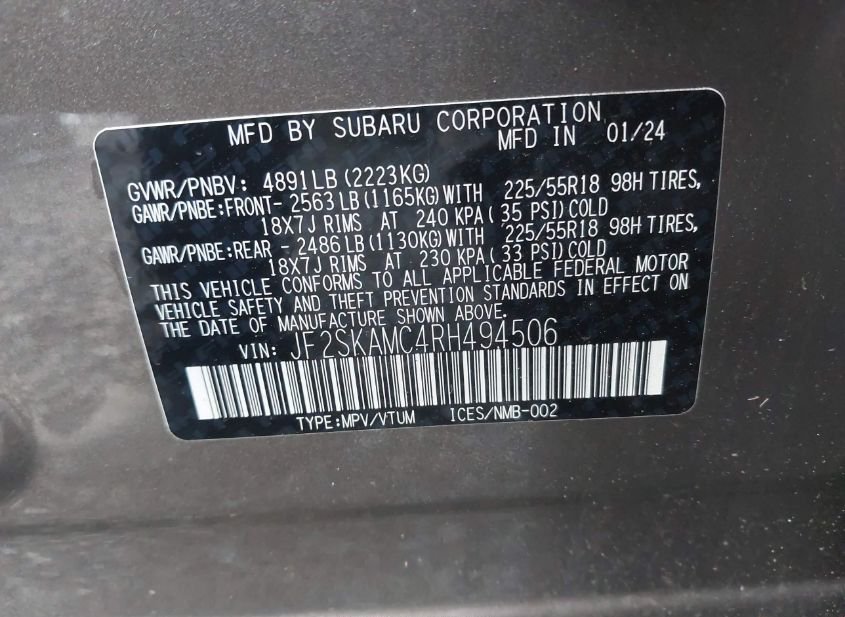 MFD BY SUBARU CORPORATION
MFD IN 01/24
GVWR/PNBV: 4891LB (2223KG)
GAWR/PNBE:FRONT- 2563LB (1165KG) WITH 225/55R18 98H TIRES,
18X7J RIMS AT 240 KPA ( 35 PSI) COLD
GAWR/PNBE:REAR - 2486LB (1130KG) WITH 225/55R18 98H TIRES,
18X7J RIMS AT 230 KPA ( 33 PSI) COLD
THIS VEHICLE CONFORMS TO ALL APPLICABLE FEDERAL MOTOR
VEHICLE SAFETY AND THEFT PREVENTION STANDARDS IN EFFECT ON
THE DATE OF MANUFACTURE SHOWN ABOVE.
VIN: JF2SKAMC4RH494506
TYPE:MPV/VTUM ICES/NMB-002